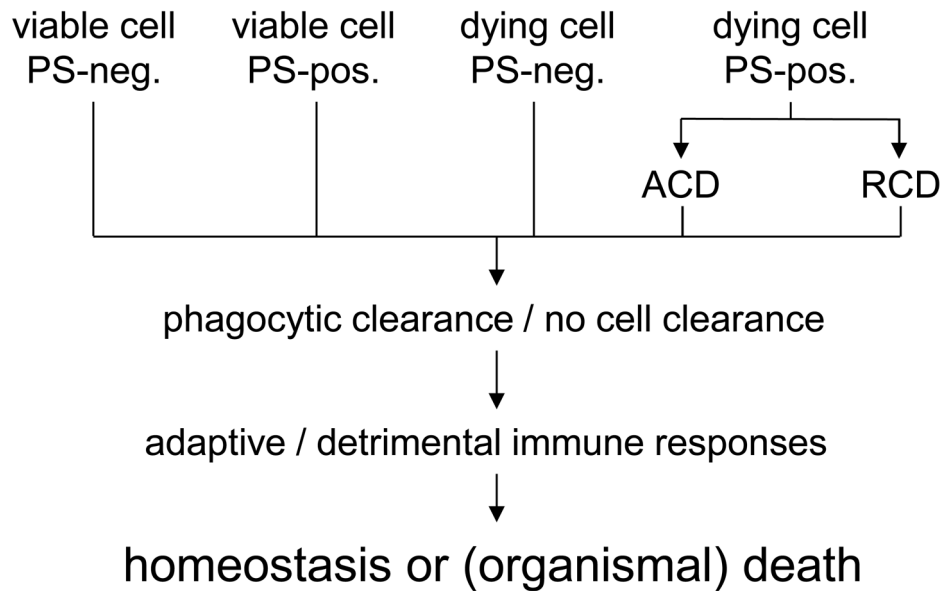 viable cell
PS-neg.
viable cell
PS-pos.
dying cell
PS-neg.
dying cell
PS-pos.
ACD
RCD
phagocytic clearance / no cell clearance
adaptive / detrimental immune responses
homeostasis or (organismal) death